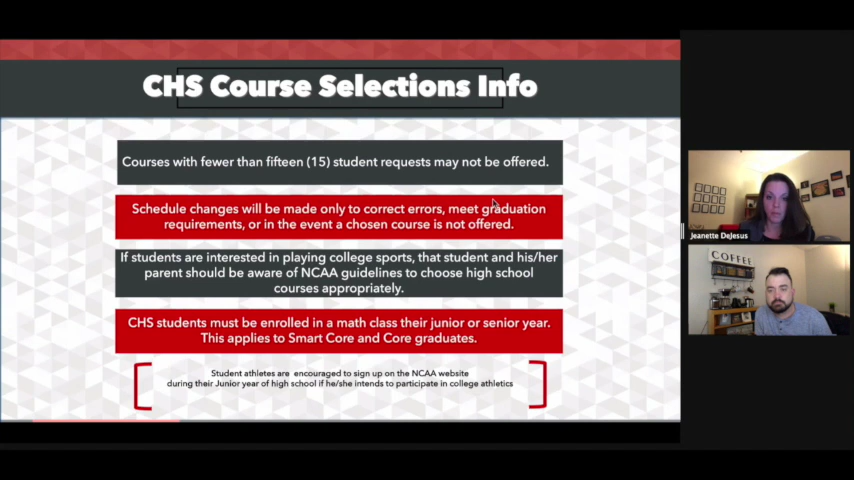 CHS Course Selections Info
Courses with fewer than fifteen (15) student requests may not be offered.
Schedule changes will be made only to correct errors, meet graduation
requirements, or in the event a chosen course is not offered.
If students are interested in playing college sports, that student and his/her
parent should be aware of NCAA guidelines to choose high school
courses appropriately.
CHS students must be enrolled in a math class their junior or senior year.
This applies to Smart Core and Core graduates.
Student athletes are encouraged to sign up on the NCAA website
during their Junior year of high school if he/she intends to participate in college athletics
Jeanette DeJesus
COFFEE